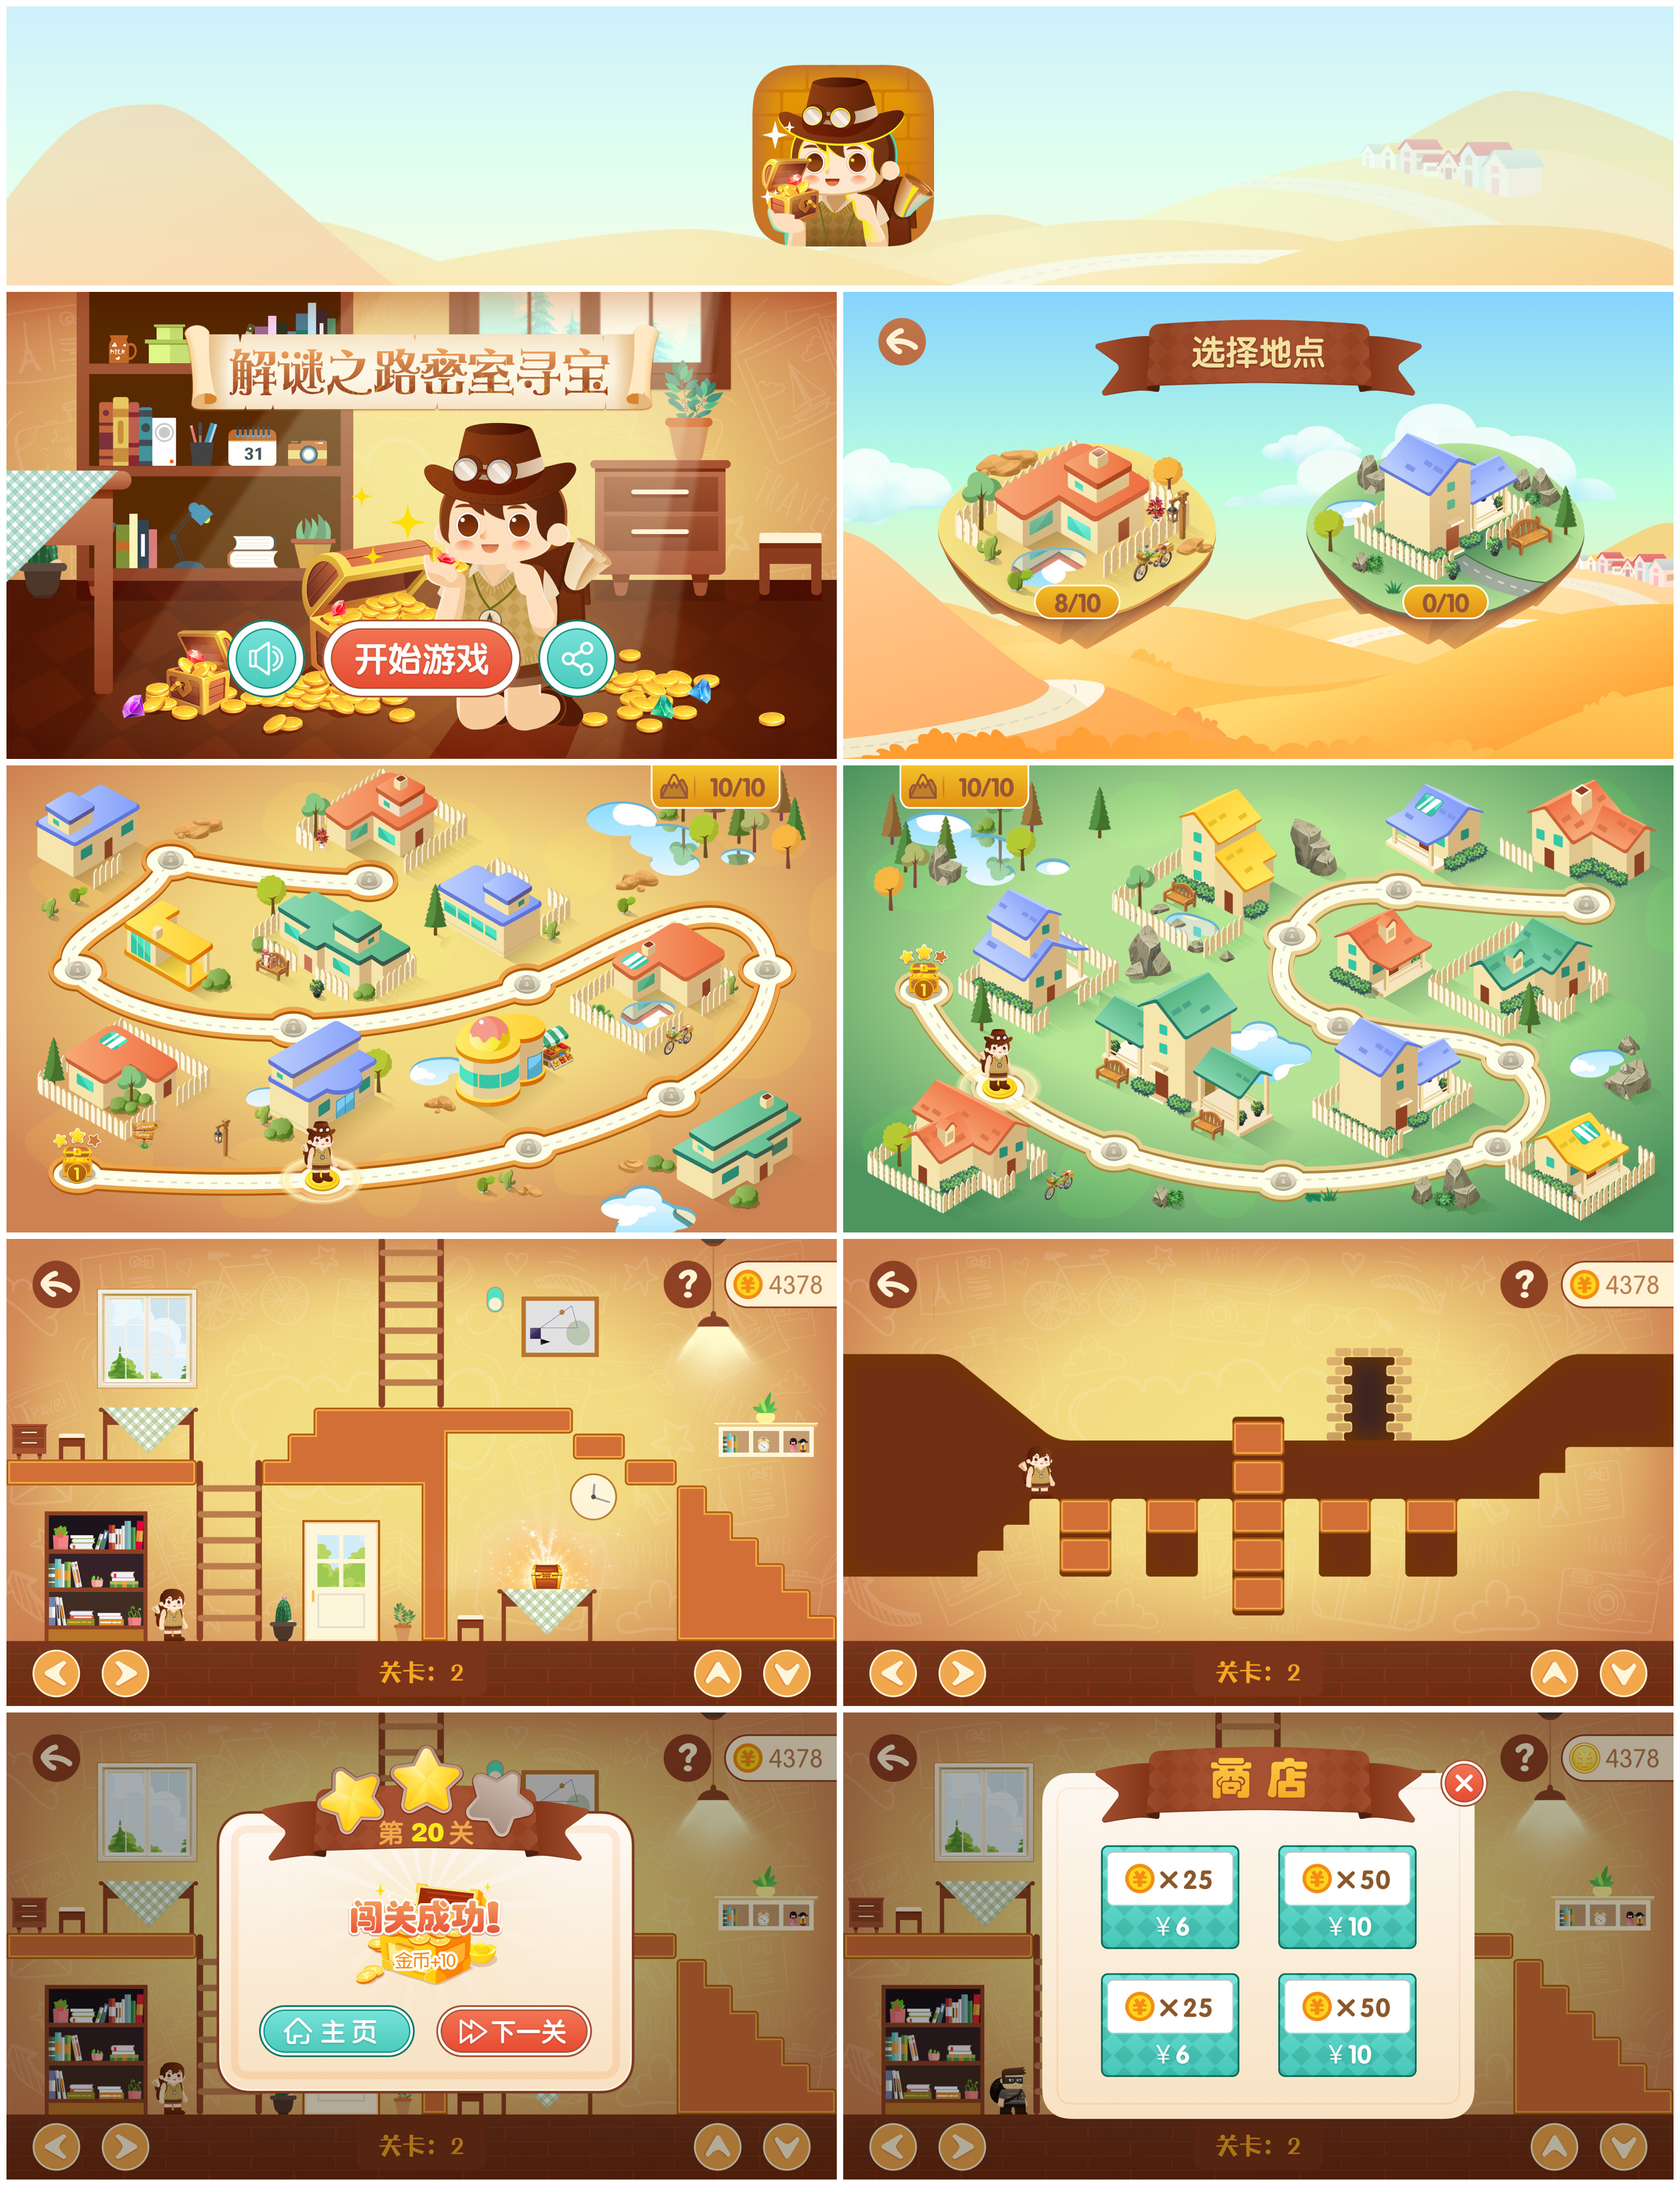 解谜之路密室寻宝
31
开始游戏
选择地点
8/10
0/10
10/10
1
10/10
1
? 4378
关卡：2
? 4378
关卡：2
? 4378
第 20 关
闯关成功!
金币+10
主页
下一关
关卡：2
? 4378
商店
×25
¥6
×50
¥10
×25
¥6
×50
¥10
关卡：2